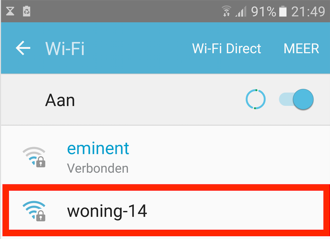 91% 21:49
Wi-Fi Wi-Fi Direct MEER
Aan
eminent
Verbonden
woning-14